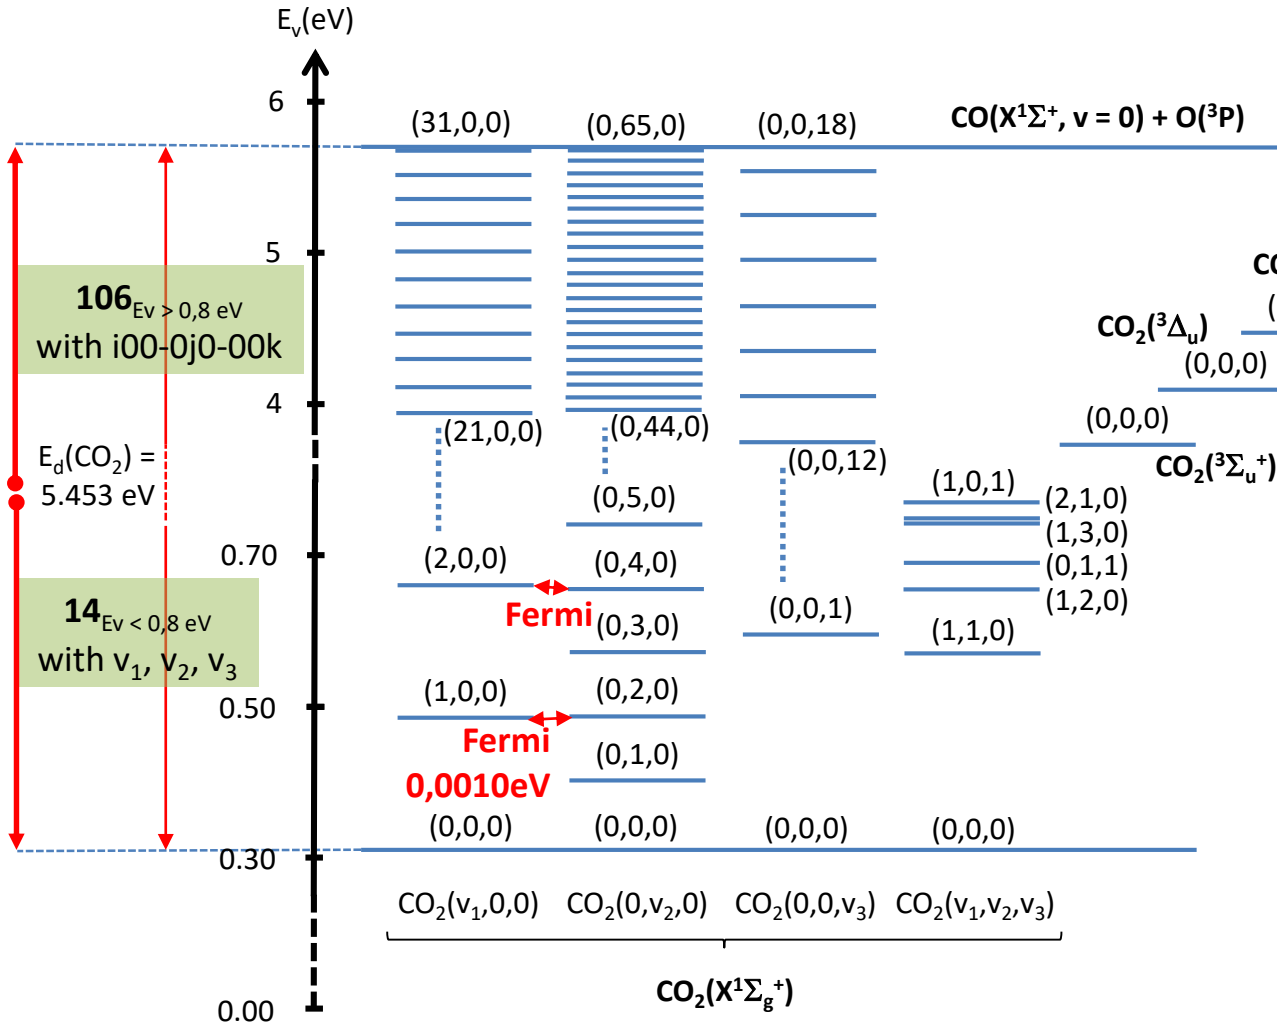 E_v(eV)
6
(31,0,0) (0,65,0) (0,0,18) CO(X¹Σ⁺, v = 0) + O(³P)
5
106_Ev > 0,8 eV
with i00-0j0-00k
CO₂(³Δ_u)
(0,0,0)
4
(21,0,0) (0,44,0) (0,0,0)
E_d(CO₂) =
5.453 eV
(0,0,12) CO₂(³Σ_u⁺)
(1,0,1) (2,1,0)
(0,5,0)
(1,3,0)
0.70 (2,0,0) (0,4,0) (0,1,1)
Fermi (1,2,0)
14_Ev < 0,8 eV
with v₁, v₂, v₃
(0,3,0) (0,0,1) (1,1,0)
0.50 (1,0,0) (0,2,0)
Fermi (0,1,0)
0,0010eV
(0,0,0) (0,0,0) (0,0,0) (0,0,0)
0.30
CO₂(v₁,0,0) CO₂(0,v₂,0) CO₂(0,0,v₃) CO₂(v₁,v₂,v₃)
CO₂(X¹Σ_g⁺)
0.00